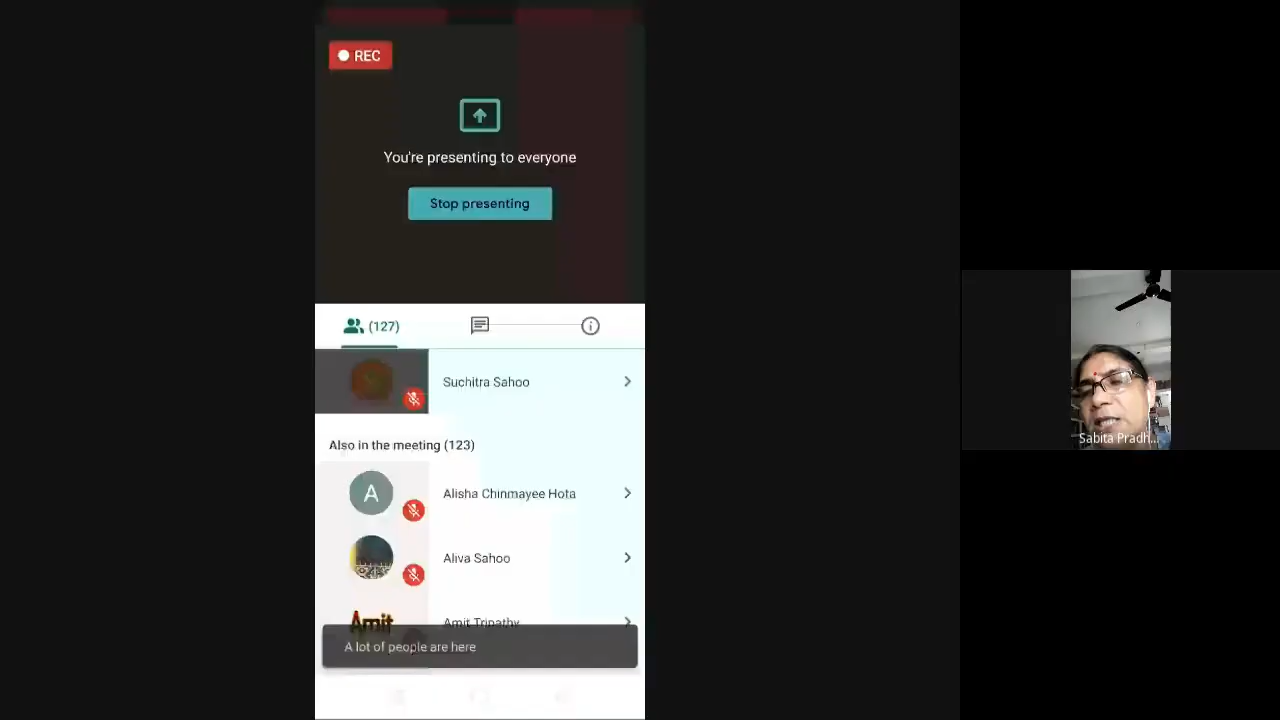 REC
You're presenting to everyone
Stop presenting
(127)
Suchitra Sahoo
Also in the meeting (123)
A
Alisha Chinmayee Hota
Aliva Sahoo
Amit
Amit Tripathy
A lot of people are here
Sabita Pradh...